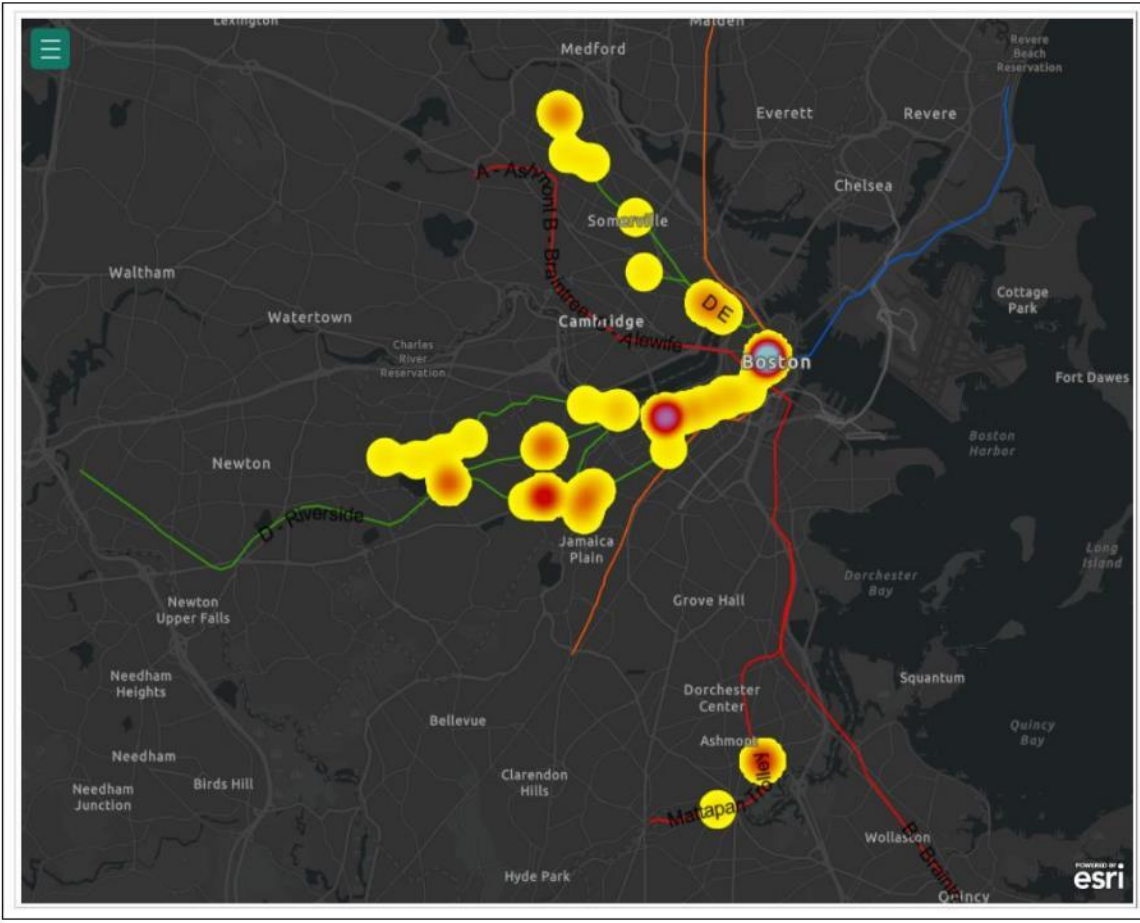 Lexington
Malden
Medford
Revere
Beach
Reservation
Everett
Revere
Chelsea
Somerville
Waltham
Cottage
Park
Watertown
Cambridge
Charles
River
Reservation
A - Ashmont B - Braintree C - Alewife
D E
Boston
Fort Dawes
Boston
Harbor
Newton
D - Riverside
Jamaica
Plain
Long
Island
Dorchester
Bay
Newton
Upper Falls
Grove Hall
Needham
Heights
Squantum
Dorchester
Center
Bellevue
Quincy
Bay
Ashmont
Needham
Clarendon
Hills
Birds Hill
Needham
Junction
Mattapan Trolley
Wollaston
Hyde Park
Quincy
POWERED BY
esri